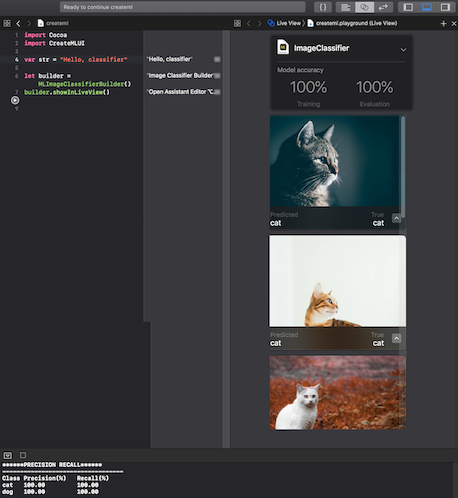 Ready to continue createml
createml
Live View
createml.playground (Live View)
1
2 import Cocoa
3 import CreateMLUI
4 var str = "Hello, classifier"
"Hello, classifier"
5
6 let builder =
MLImageClassifierBuilder()
"Image Classifier Builder"
7 builder.showInLiveView()
"Open Assistant Editor
9
ImageClassifier
Model accuracy
100% 100%
Training Evaluation
Predicted True
cat cat
Predicted True
cat cat
******PRECISION RECALL******
----------------------------------
Class Precision(%) Recall(%)
cat 100.00 100.00
dog 100.00 100.00